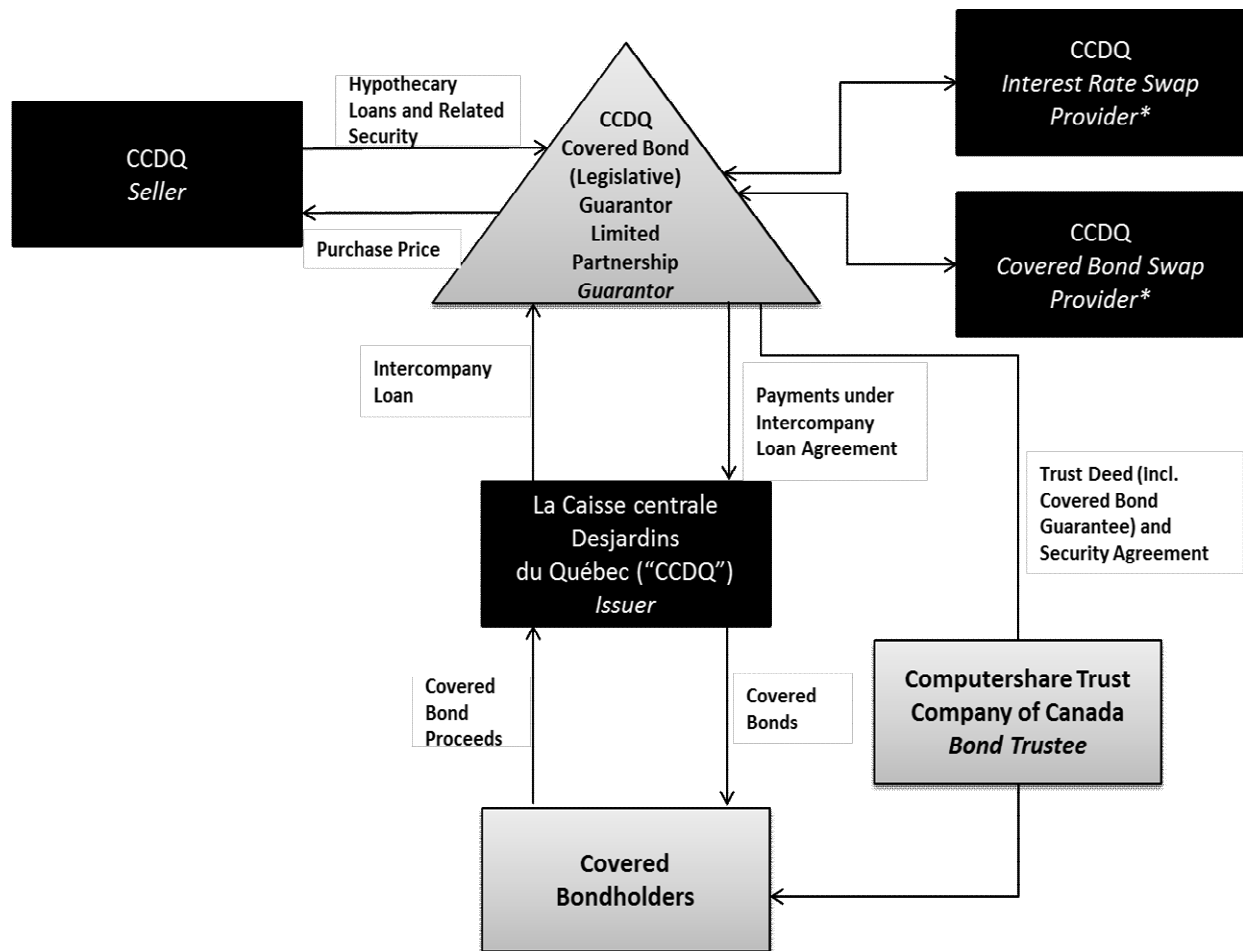 CCDQ
Seller
Hypothecary
Loans and Related
Security
Purchase Price
CCDQ
Covered Bond
(Legislative)
Guarantor
Limited
Partnership
Guarantor
CCDQ
Interest Rate Swap
Provider*
CCDQ
Covered Bond Swap
Provider*
Intercompany
Loan
Payments under
Intercompany
Loan Agreement
Trust Deed (incl.
Covered Bond
Guarantee) and
Security Agreement
La Caisse centrale
Desjardins
du Québec (“CCDQ”)
Issuer
Covered
Bond
Proceeds
Covered
Bonds
Computershare Trust
Company of Canada
Bond Trustee
Covered
Bondholders